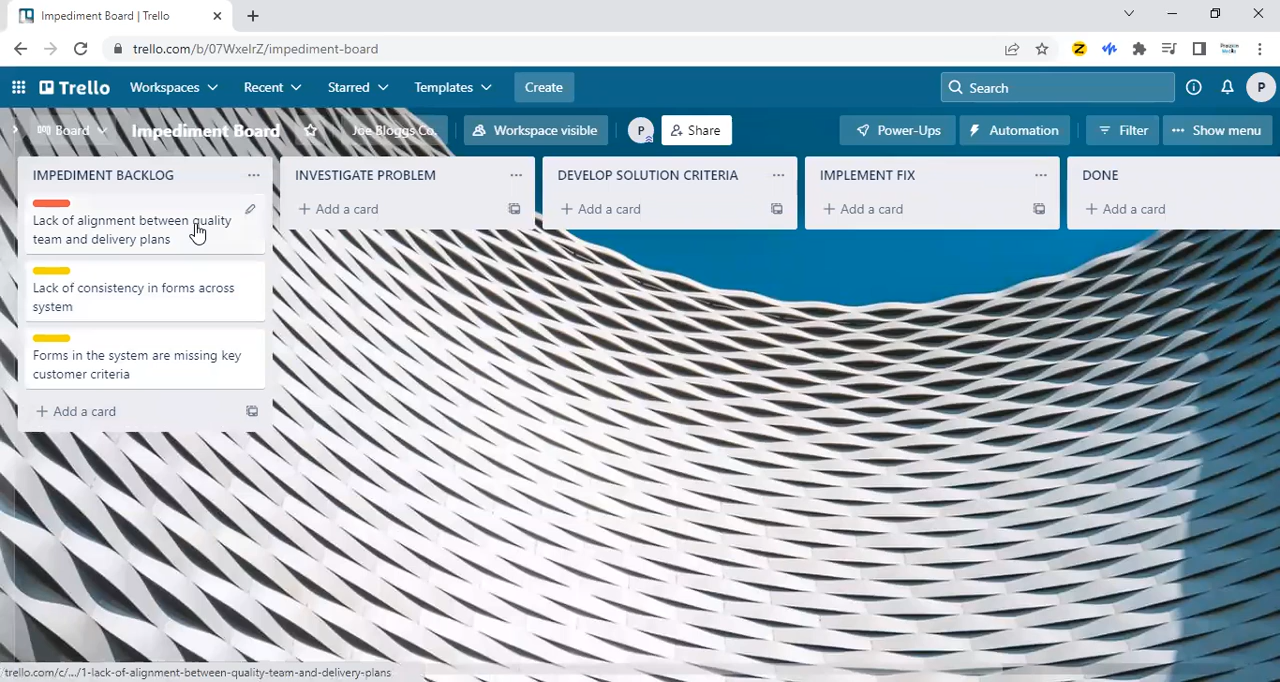 Impediment Board | Trello
trello.com/b/07WxeIrZ/impediment-board
Trello
Workspaces
Recent
Starred
Templates
Create
Search
P
Board
Impediment Board
Joe Bloggs Co.
Workspace visible
P
Share
Power-Ups
Automation
Filter
Show menu
IMPEDIMENT BACKLOG
Lack of alignment between quality
team and delivery plans
Lack of consistency in forms across
system
Forms in the system are missing key
customer criteria
Add a card
INVESTIGATE PROBLEM
Add a card
DEVELOP SOLUTION CRITERIA
Add a card
IMPLEMENT FIX
Add a card
DONE
Add a card
trello.com/c/.../1-lack-of-alignment-between-quality-team-and-delivery-plans